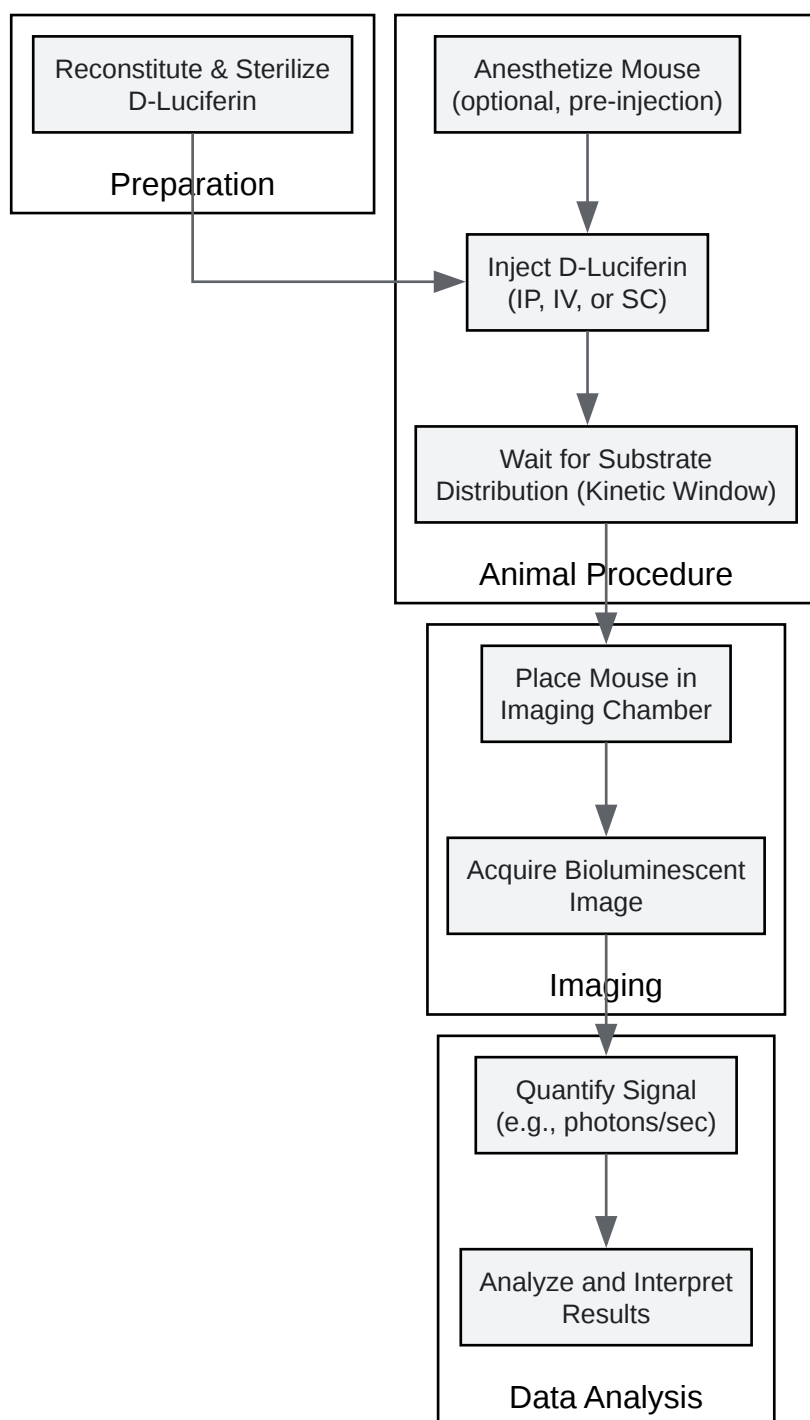 Reconstitute & Sterilize
D-Luciferin
Preparation
Anesthetize Mouse
(optional, pre-injection)
Inject D-Luciferin
(IP, IV, or SC)
Wait for Substrate
Distribution (Kinetic Window)
Animal Procedure
Place Mouse in
Imaging Chamber
Acquire Bioluminescent
Image
Imaging
Quantify Signal
(e.g., photons/sec)
Analyze and Interpret
Results
Data Analysis